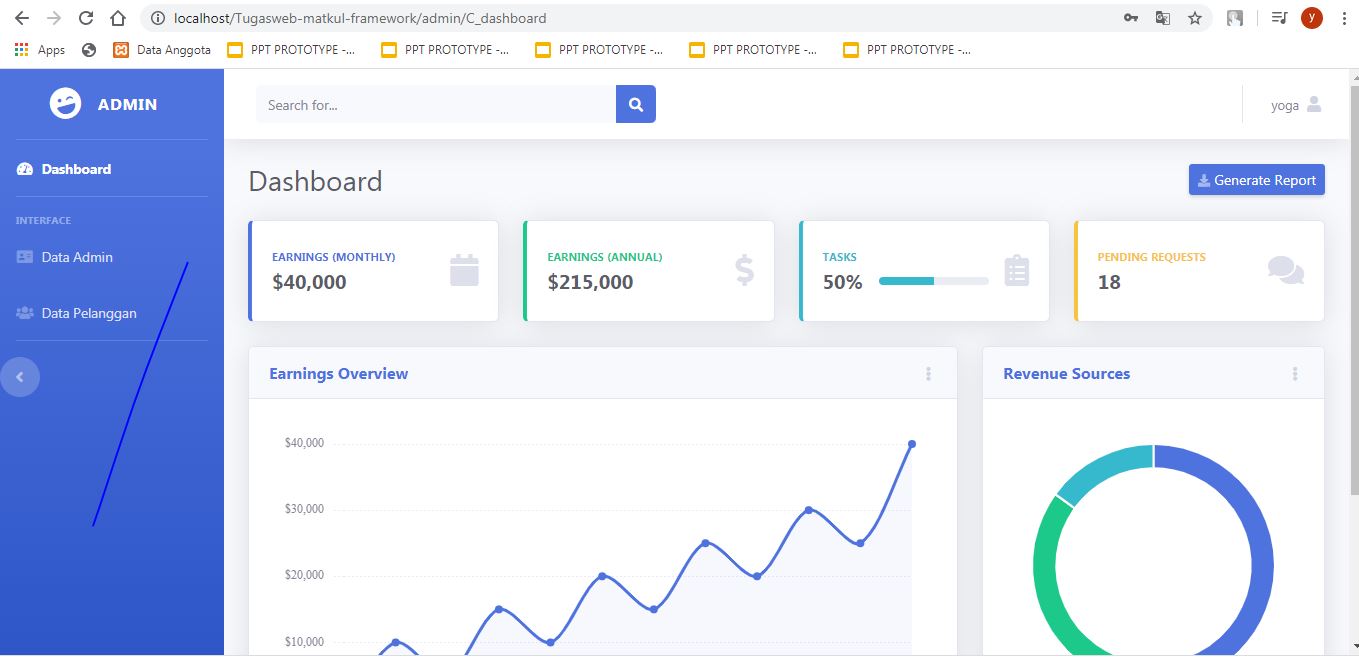 localhost/Tugasweb-matkul-framework/admin/C_dashboard
y
Apps
Data Anggota
PPT PROTOTYPE -...
PPT PROTOTYPE -...
PPT PROTOTYPE -...
PPT PROTOTYPE -...
PPT PROTOTYPE -...
ADMIN
Dashboard
INTERFACE
Data Admin
Data Pelanggan
Search for...
yoga
Dashboard
Generate Report
EARNINGS (MONTHLY)
$40,000
EARNINGS (ANNUAL)
$215,000
TASKS
50%
PENDING REQUESTS
18
Earnings Overview
$40,000
$30,000
$20,000
$10,000
Revenue Sources